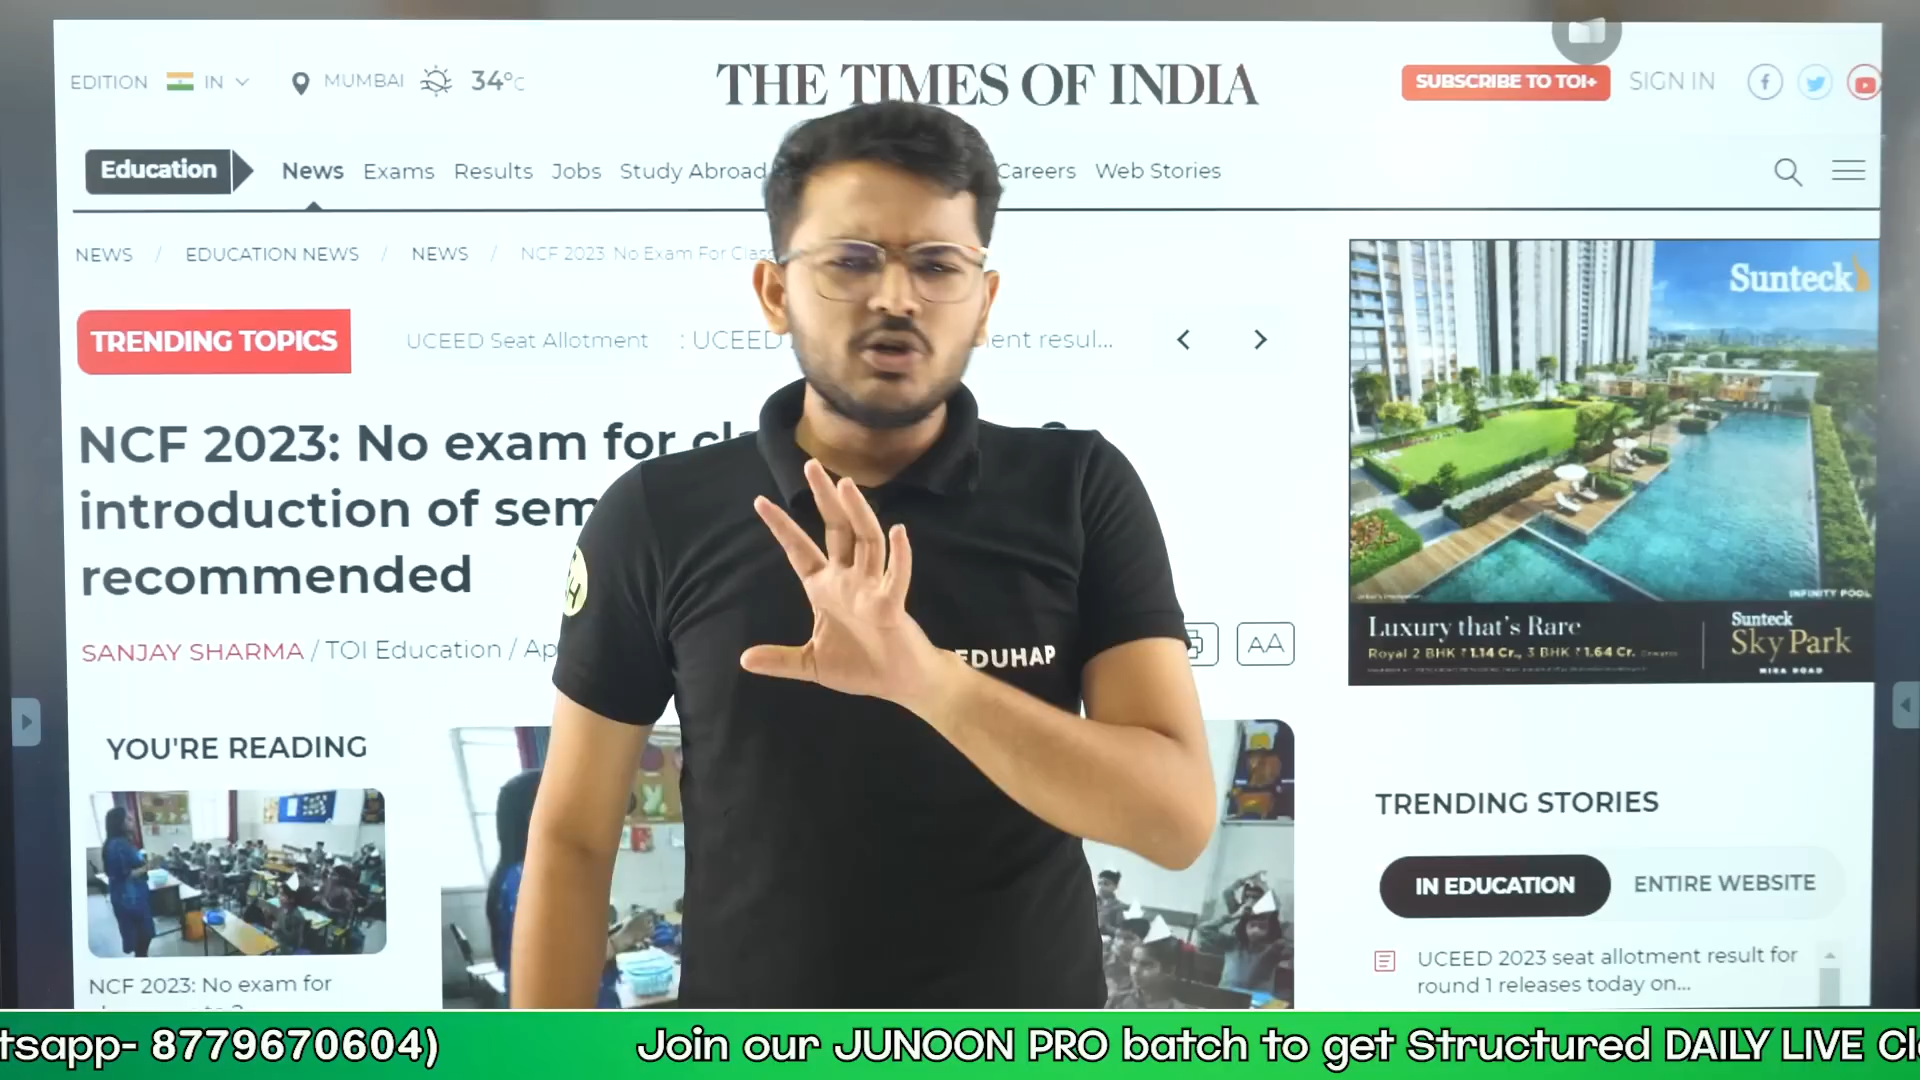 EDITION IN MUMBAI 34°C
THE TIMES OF INDIA
SUBSCRIBE TO TOI+ SIGN IN
Education News Exams Results Jobs Study Abroad Careers Web Stories
NEWS / EDUCATION NEWS / NEWS / NCF 2023: No Exam For Class
TRENDING TOPICS UCEED Seat Allotment : UCEED ent resul...
NCF 2023: No exam for cla
introduction of sem
recommended
SANJAY SHARMA / TOI Education / Ap
AA
EDUHAP
YOU'RE READING
NCF 2023: No exam for
Sunteck
INFINITY POOL
Luxury that's Rare
Royal 2 BHK ₹1.14 Cr., 3 BHK ₹1.64 Cr.
Sunteck
Sky Park
MIRA ROAD
TRENDING STORIES
IN EDUCATION ENTIRE WEBSITE
UCEED 2023 seat allotment result for
round 1 releases today on...
tsapp- 8779670604) Join our JUNOON PRO batch to get Structured DAILY LIVE Cl